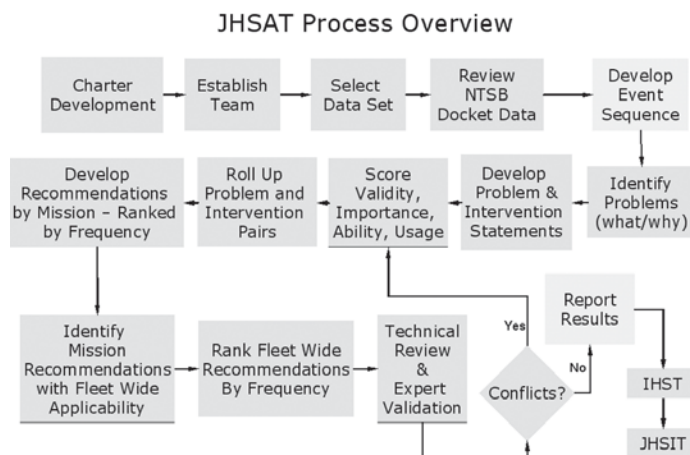 JHSAT Process Overview
Charter
Development
Establish
Team
Select
Data Set
Review
NTSB
Docket Data
Develop
Event
Sequence
Develop
Recommendations
by Mission – Ranked
by Frequency
Roll Up
Problem and
Intervention
Pairs
Score
Validity,
Importance,
Ability, Usage
Develop
Problem &
Intervention
Statements
Identify
Problems
(what/why)
Identify
Mission
Recommendations
with Fleet Wide
Applicability
Rank Fleet Wide
Recommendations
By Frequency
Technical
Review
&
Expert
Validation
Yes
Conflicts?
No
Report
Results
IHST
JHSIT